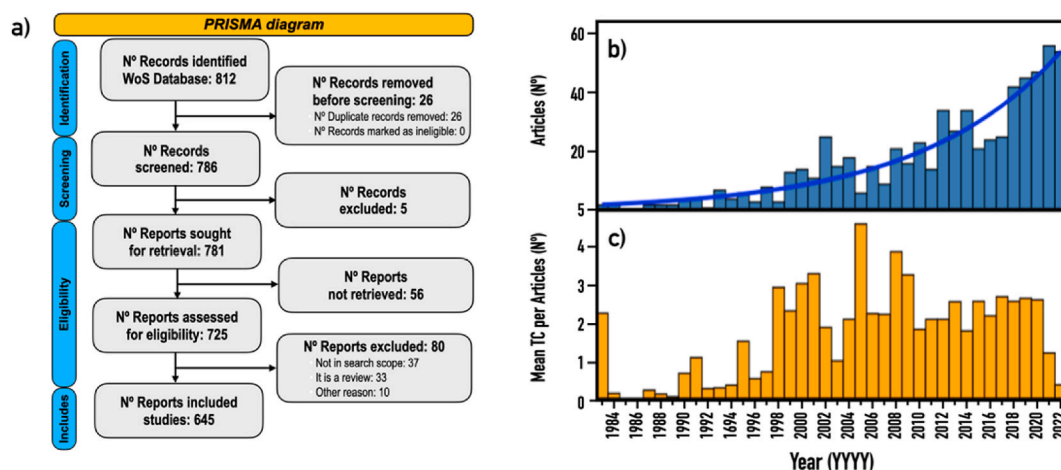 a)
PRISMA diagram
Identification
Nº Records identified
WoS Database: 812
Nº Records removed
before screening: 26
Nº Duplicate records removed: 26
Nº Records marked as ineligible: 0
Screening
Nº Records
screened: 786
Nº Records
excluded: 5
Eligibility
Nº Reports sought
for retrieval: 781
Nº Reports
not retrieved: 56
Nº Reports assessed
for eligibility: 725
Nº Reports excluded: 80
Not in search scope: 37
It is a review: 33
Other reason: 10
Includes
Nº Reports included
studies: 645
b)
Articles (Nº)
60
40
20
5
c)
Mean TC per Articles (Nº)
4
3
2
1
0
1984 1986 1988 1990 1992 1694 1996 1998 2000 2002 2004 2006 2008 2010 2012 2014 2016 2018 2020 2022
Year (YYYY)